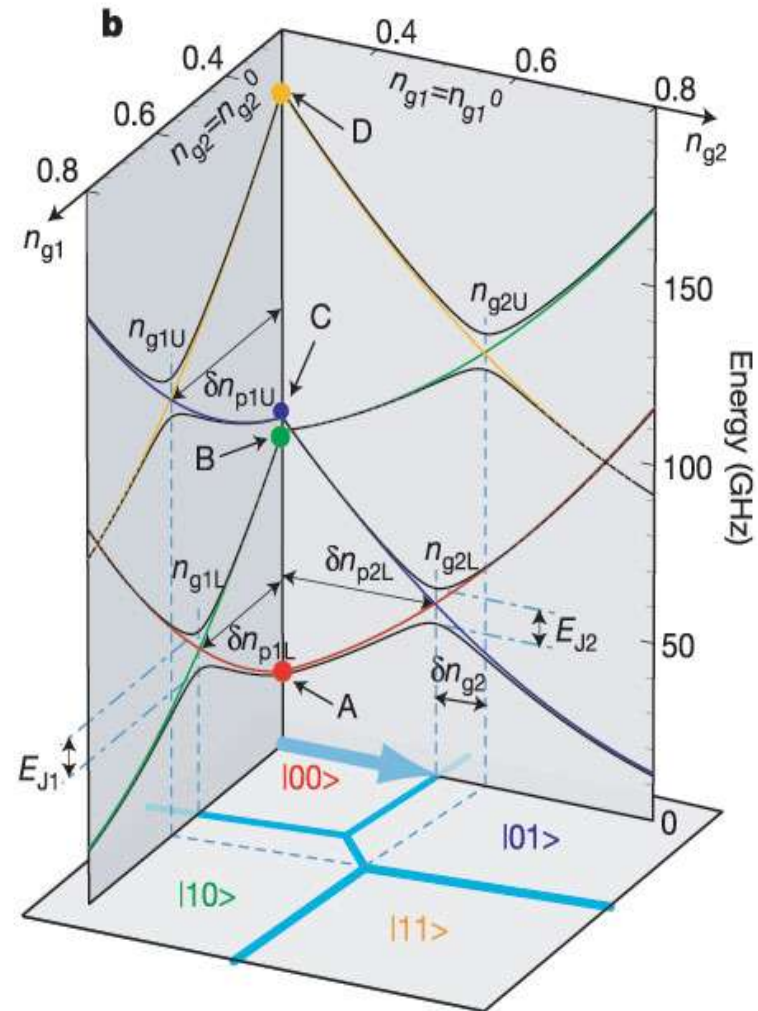 b
0.4
0.6
0.8
n_g2=n_g2^0
n_g1
0.4
0.6
0.8
n_g1=n_g1^0
n_g2
D
n_g1U
n_g2U
C
δn_p1U
B
150
100
50
0
Energy (GHz)
n_g1L
δn_p2L
n_g2L
δn_p1L
E_J2
δn_g2
A
E_J1
|00>
|01>
|10>
|11>